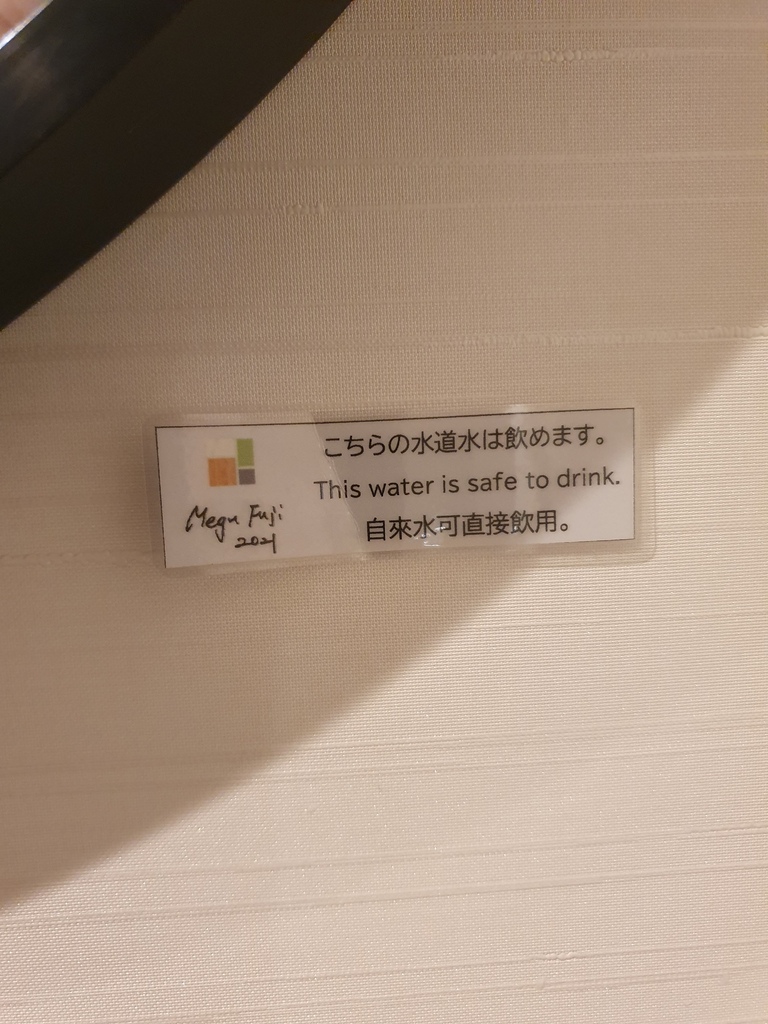 こちらの水道水は飲めます。
This water is safe to drink.
自來水可直接飲用。
Megu Fuji
2021